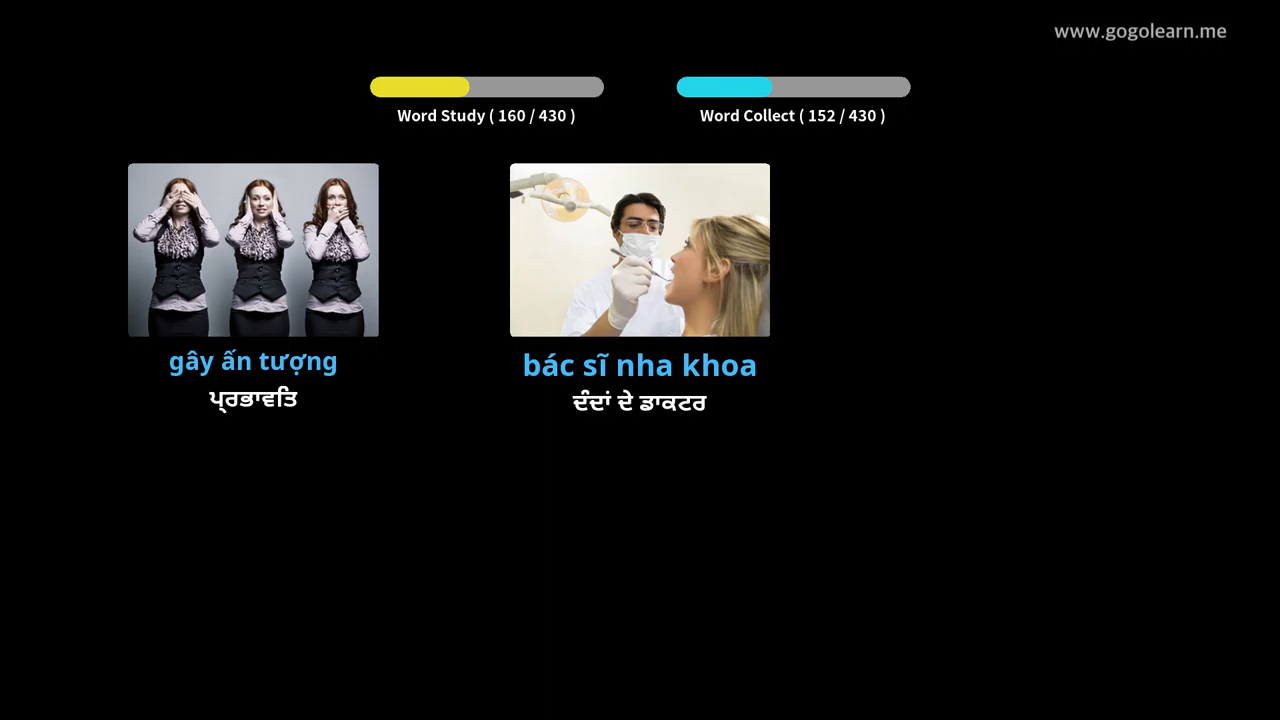 www.gogolearn.me
Word Study ( 160 / 430 )
Word Collect ( 152 / 430 )
gây ấn tượng
ਪ੍ਰਭਾਵਤਿ
bác sĩ nha khoa
ਦੰਦਾਂ ਦੇ ਡਾਕਟਰ